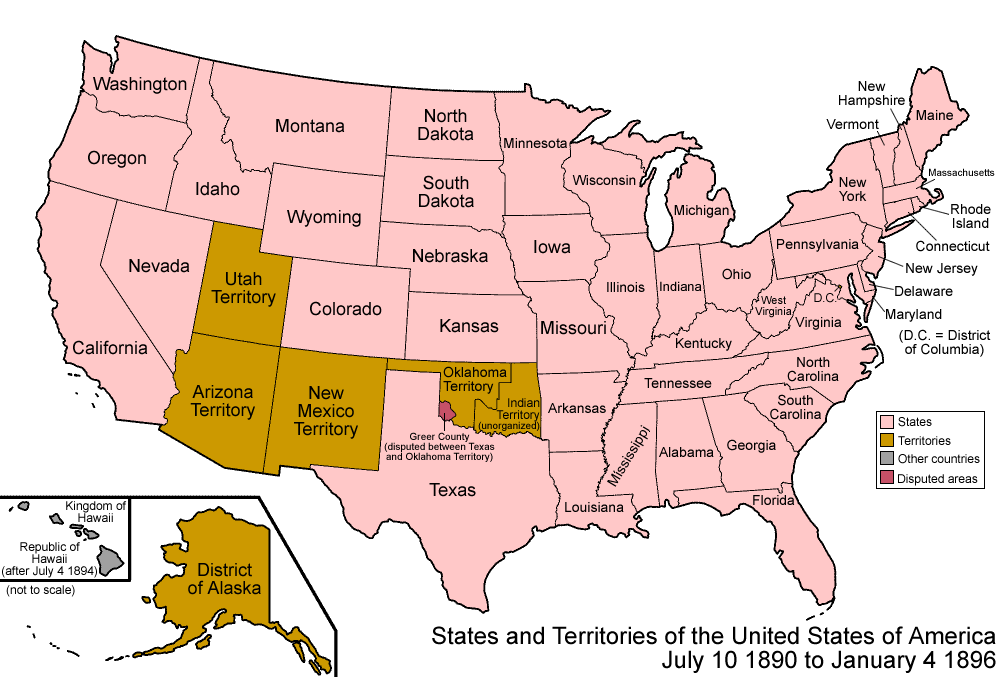 Washington
Oregon
Idaho
Montana
Wyoming
North
Dakota
South
Dakota
Nebraska
Minnesota
Wisconsin
Michigan
Iowa
Illinois
Indiana
Ohio
Pennsylvania
New
York
Vermont
New
Hampshire
Maine
Massachusetts
Rhode
Island
Connecticut
New Jersey
Delaware
Maryland
(D.C. = District
of Columbia)
D.C.
West
Virginia
Virginia
Kentucky
Tennessee
North
Carolina
South
Carolina
Georgia
Florida
Alabama
Mississippi
Louisiana
Arkansas
Missouri
Kansas
Colorado
Utah
Territory
Nevada
California
Arizona
Territory
New
Mexico
Territory
Oklahoma
Territory
Indian
Territory
(unorganized)
Greer County
(disputed between Texas
and Oklahoma Territory)
Texas
States
Territories
Other countries
Disputed areas
Kingdom of
Hawaii
Republic of
Hawaii
(after July 4 1894)
(not to scale)
District
of Alaska
States and Territories of the United States of America
July 10 1890 to January 4 1896